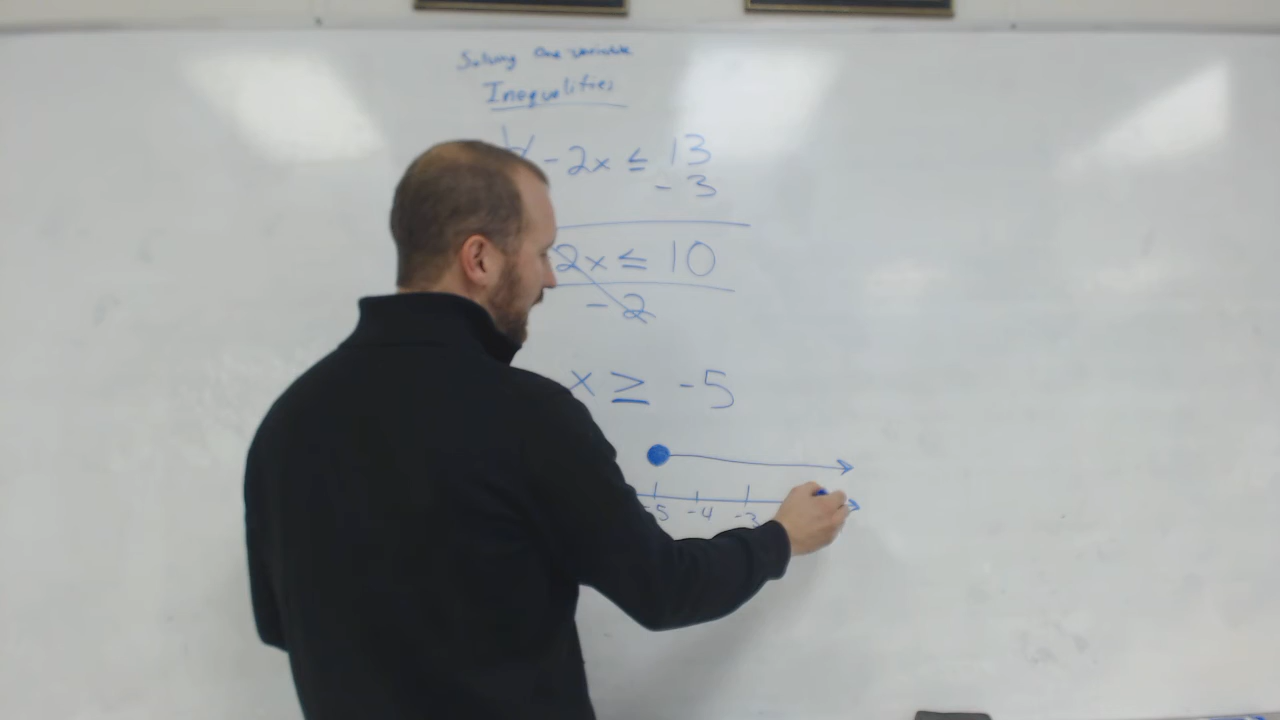 Solving One-variable
Inequalities
- 2x ≤ 13
- 3
2x ≤ 10
- 2
x ≥ -5
-5 -4 -3